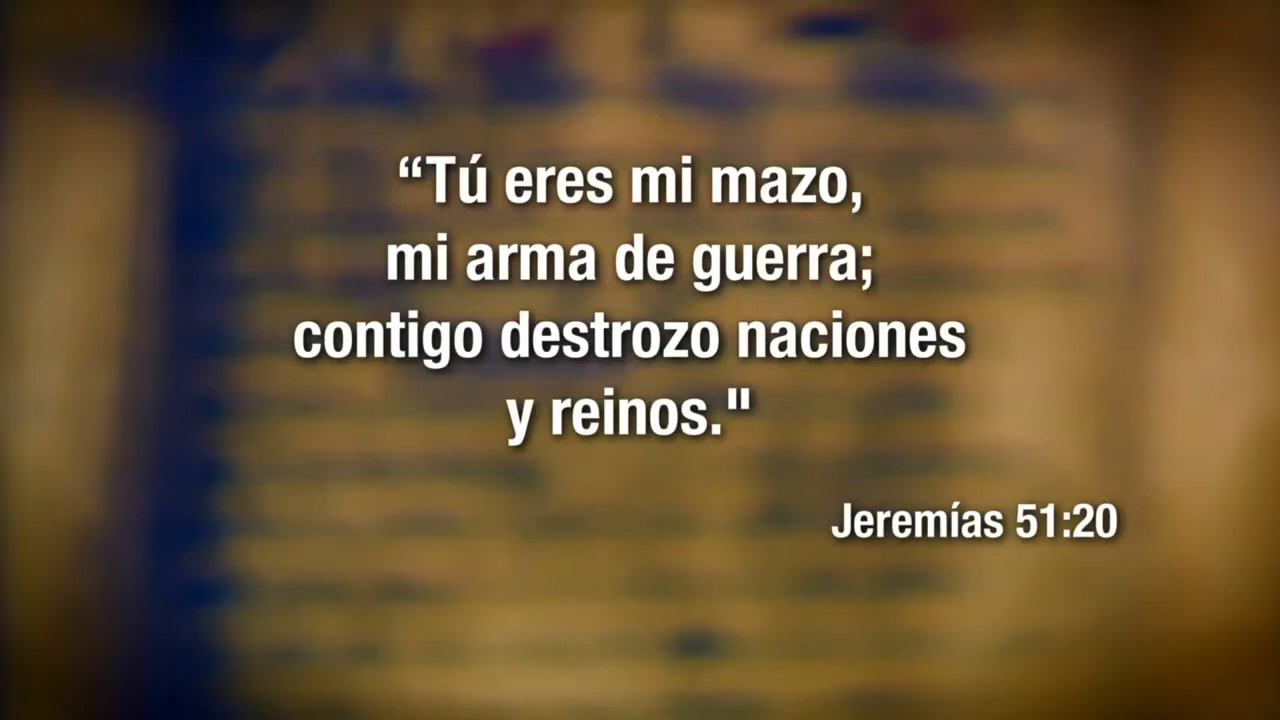 “Tú eres mi mazo,
mi arma de guerra;
contigo destrozo naciones
y reinos."
Jeremías 51:20